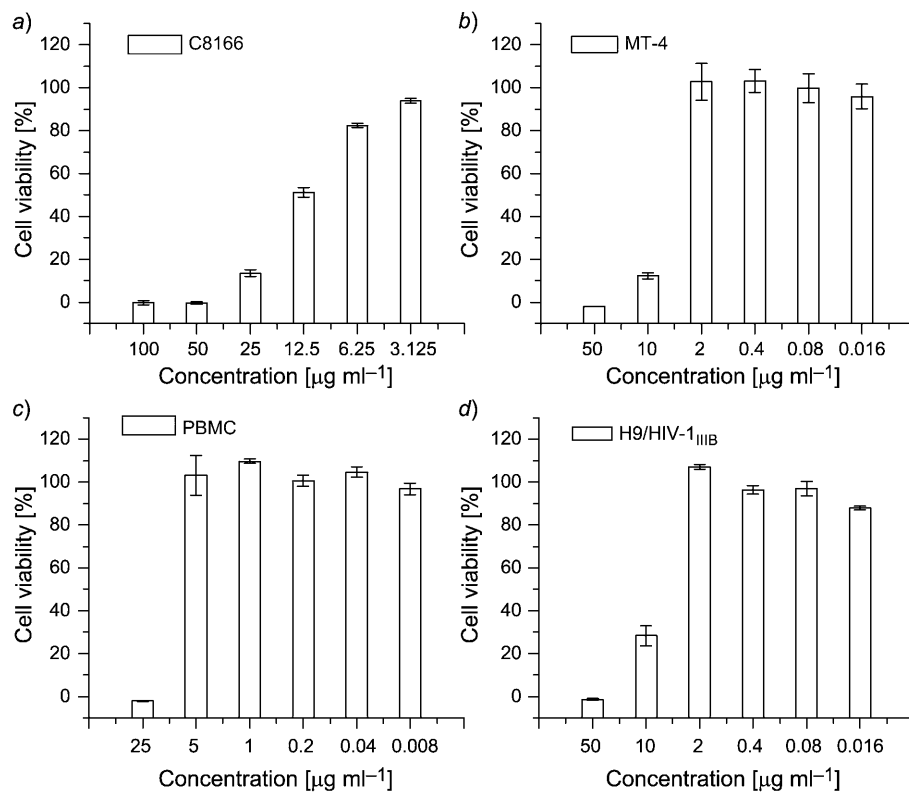 a)
C8166
120
100
80
60
40
20
0
Cell viability [%]
100 50 25 12.5 6.25 3.125
Concentration [μg ml–1]
b)
MT-4
120
100
80
60
40
20
0
Cell viability [%]
50 10 2 0.4 0.08 0.016
Concentration [μg ml–1]
c)
PBMC
120
100
80
60
40
20
0
Cell viability [%]
25 5 1 0.2 0.04 0.008
Concentration [μg ml–1]
d)
H9/HIV-1IIIB
120
100
80
60
40
20
0
Cell viability [%]
50 10 2 0.4 0.08 0.016
Concentration [μg ml–1]